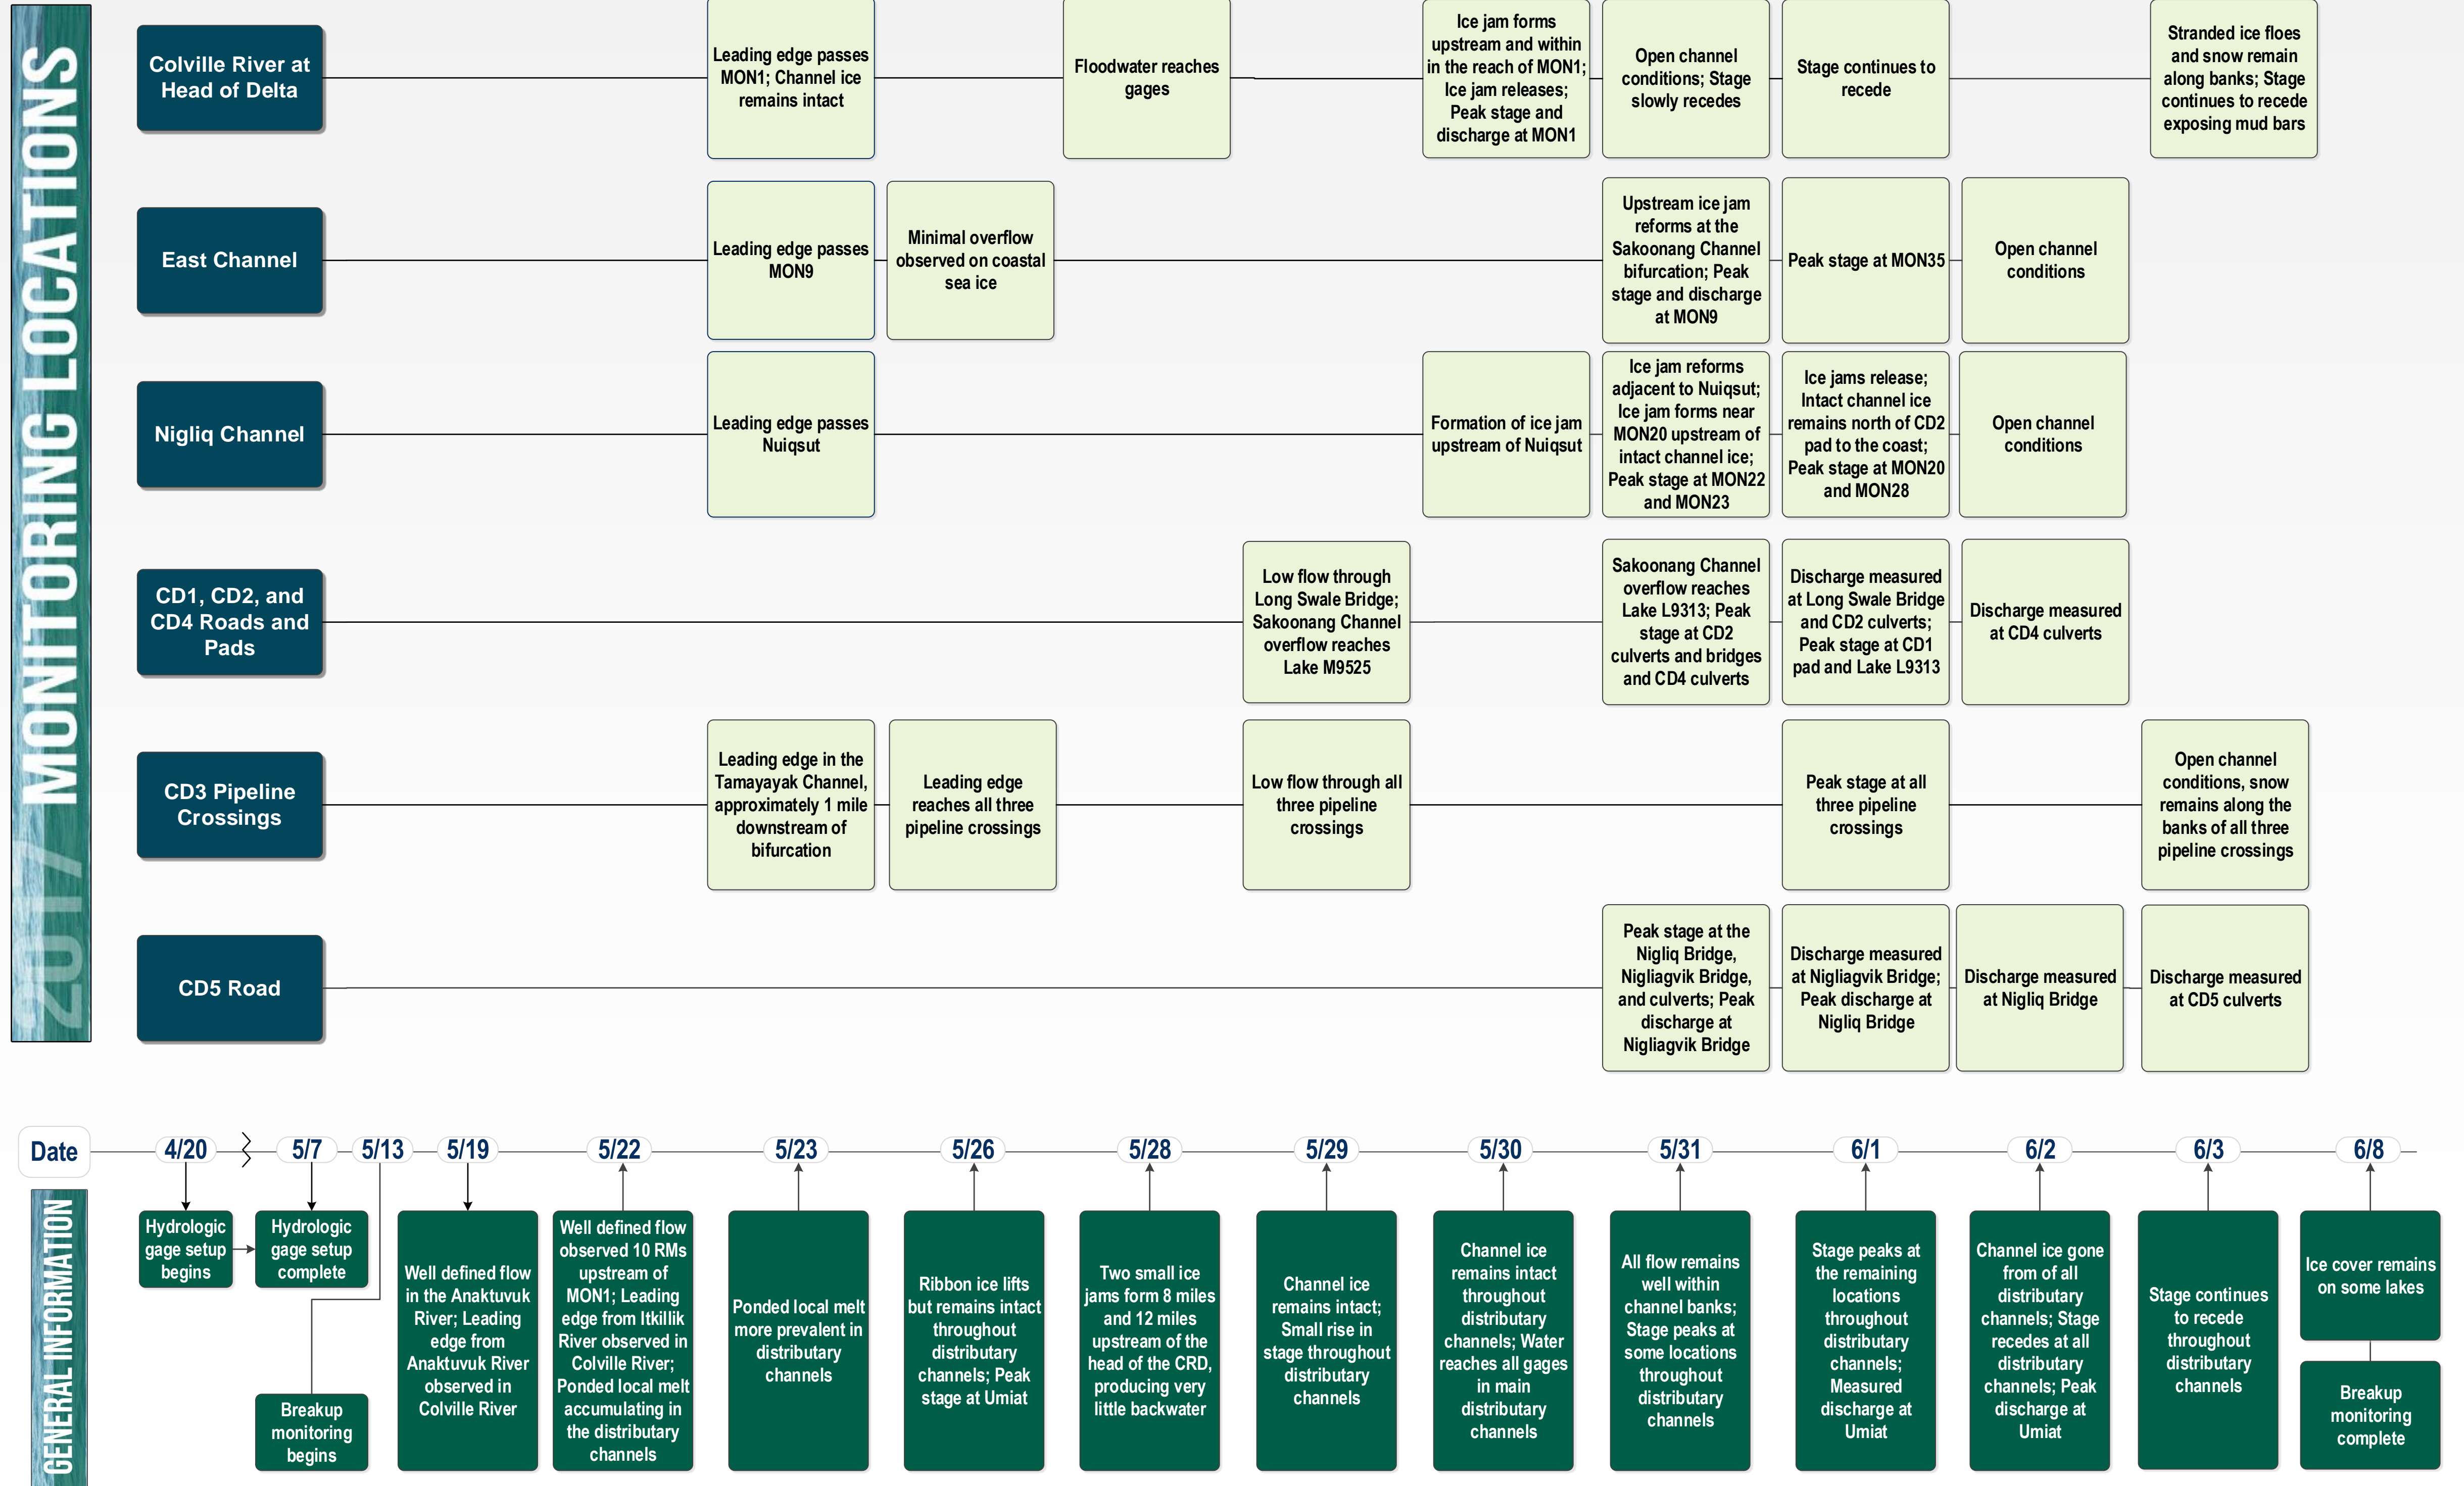 2017 MONITORING LOCATIONS
Colville River at
Head of Delta
Leading edge passes
MON1; Channel ice
remains intact
Floodwater reaches
gages
Ice jam forms
upstream and within
in the reach of MON1;
Ice jam releases;
Peak stage and
discharge at MON1
Open channel
conditions; Stage
slowly recedes
Stage continues to
recede
Stranded ice floes
and snow remain
along banks; Stage
continues to recede
exposing mud bars
East Channel
Leading edge passes
MON9
Minimal overflow
observed on coastal
sea ice
Upstream ice jam
reforms at the
Sakoonang Channel
bifurcation; Peak
stage and discharge
at MON9
Peak stage at MON35
Open channel
conditions
Nigliq Channel
Leading edge passes
Nuiqsut
Formation of ice jam
upstream of Nuiqsut
Ice jam reforms
adjacent to Nuiqsut;
Ice jam forms near
MON20 upstream of
intact channel ice;
Peak stage at MON22
and MON23
Ice jams release;
Intact channel ice
remains north of CD2
pad to the coast;
Peak stage at MON20
and MON28
Open channel
conditions
CD1, CD2, and
CD4 Roads and
Pads
Low flow through
Long Swale Bridge;
Sakoonang Channel
overflow reaches
Lake M9525
Sakoonang Channel
overflow reaches
Lake L9313; Peak
stage at CD2
culverts and bridges
and CD4 culverts
Discharge measured
at Long Swale Bridge
and CD2 culverts;
Peak stage at CD1
pad and Lake L9313
Discharge measured
at CD4 culverts
CD3 Pipeline
Crossings
Leading edge in the
Tamayayak Channel,
approximately 1 mile
downstream of
bifurcation
Leading edge
reaches all three
pipeline crossings
Low flow through all
three pipeline
crossings
Peak stage at all
three pipeline
crossings
Open channel
conditions, snow
remains along the
banks of all three
pipeline crossings
CD5 Road
Peak stage at the
Nigliq Bridge,
Nigliagvik Bridge,
and culverts; Peak
discharge at
Nigliagvik Bridge
Discharge measured
at Nigliagvik Bridge;
Peak discharge at
Nigliq Bridge
Discharge measured
at Nigliq Bridge
Discharge measured
at CD5 culverts
Date
4/20
5/7
5/13
5/19
5/22
5/23
5/26
5/28
5/29
5/30
5/31
6/1
6/2
6/3
6/8
GENERAL INFORMATION
Hydrologic
gage setup
begins
Hydrologic
gage setup
complete
Breakup
monitoring
begins
Well defined flow
in the Anaktuvuk
River; Leading
edge from
Anaktuvuk River
observed in
Colville River
Well defined flow
observed 10 RMs
upstream of
MON1; Leading
edge from Itkillik
River observed in
Colville River;
Ponded local melt
accumulating in
the distributary
channels
Ponded local melt
more prevalent in
distributary
channels
Ribbon ice lifts
but remains intact
throughout
distributary
channels; Peak
stage at Umiat
Two small ice
jams form 8 miles
and 12 miles
upstream of the
head of the CRD,
producing very
little backwater
Channel ice
remains intact;
Small rise in
stage throughout
distributary
channels
Channel ice
remains intact
throughout
distributary
channels; Water
reaches all gages
in main
distributary
channels
All flow remains
well within
channel banks;
Stage peaks at
some locations
throughout
distributary
channels
Stage peaks at
the remaining
locations
throughout
distributary
channels;
Measured
discharge at
Umiat
Channel ice gone
from of all
distributary
channels; Stage
recedes at all
distributary
channels; Peak
discharge at
Umiat
Stage continues
to recede
throughout
distributary
channels
Ice cover remains
on some lakes
Breakup
monitoring
complete